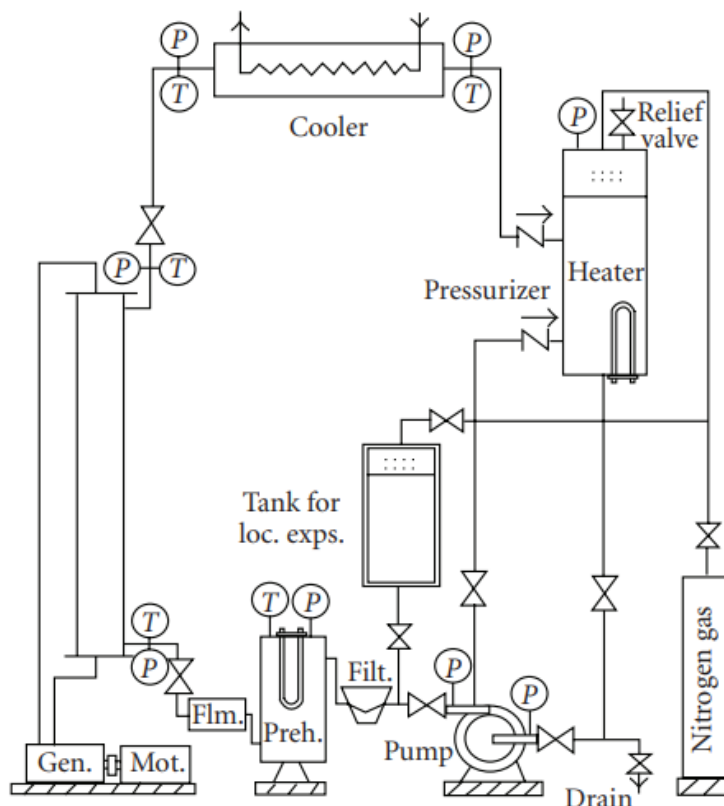 P
P
T
T
Cooler
P
Relief
valve
P
T
Heater
Pressurizer
Tank for
loc. exps.
T
P
T
P
Filt.
P
P
Flm.
Preh.
Pump
Nitrogen gas
Gen.
Mot.
Drain